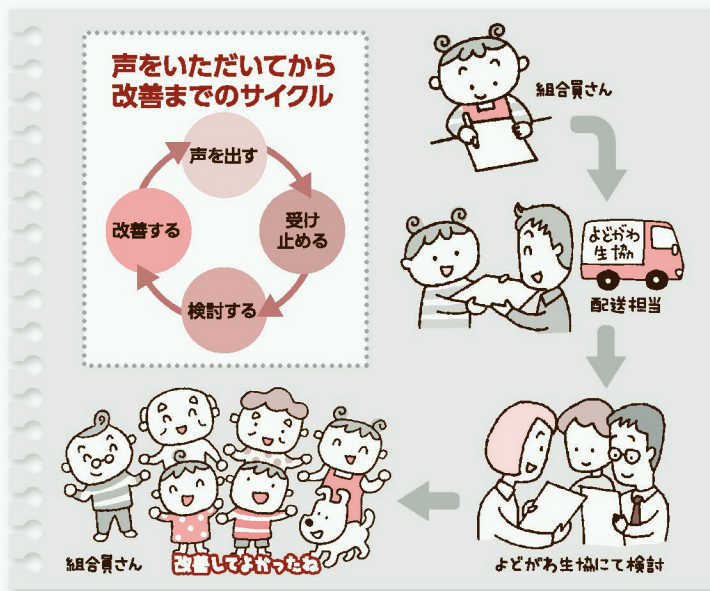 声をいただいてから
改善までのサイクル
声を出す
受け
止める
検討する
改善する
組合員さん
よどがわ
生協
配送担当
よどがわ生協にて検討
組合員さん
改善してよかったね